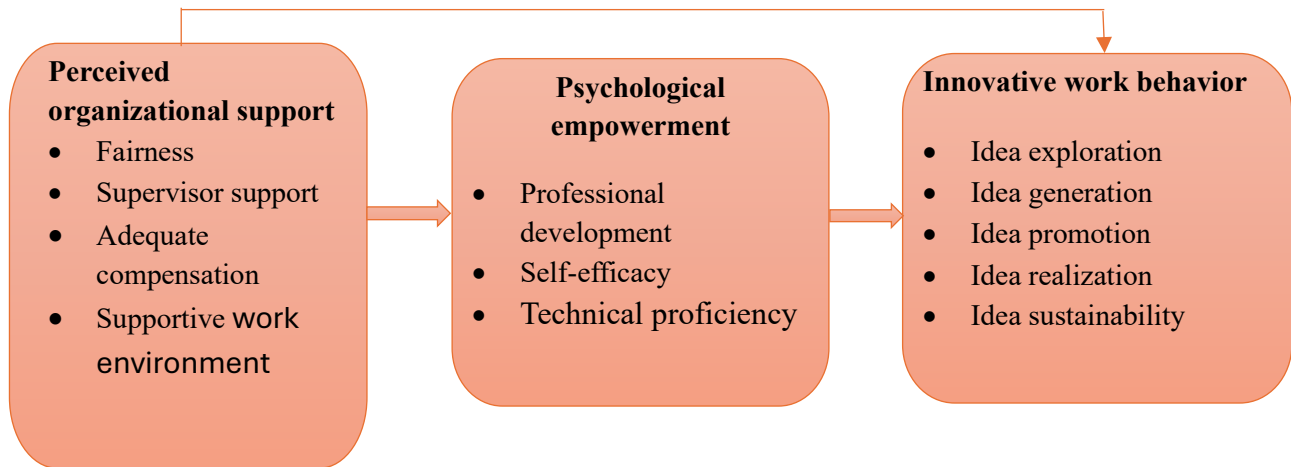 Perceived
organizational support
• Fairness
• Supervisor support
• Adequate
compensation
• Supportive work
environment
Psychological
empowerment
• Professional
development
• Self-efficacy
• Technical proficiency
Innovative work behavior
• Idea exploration
• Idea generation
• Idea promotion
• Idea realization
• Idea sustainability